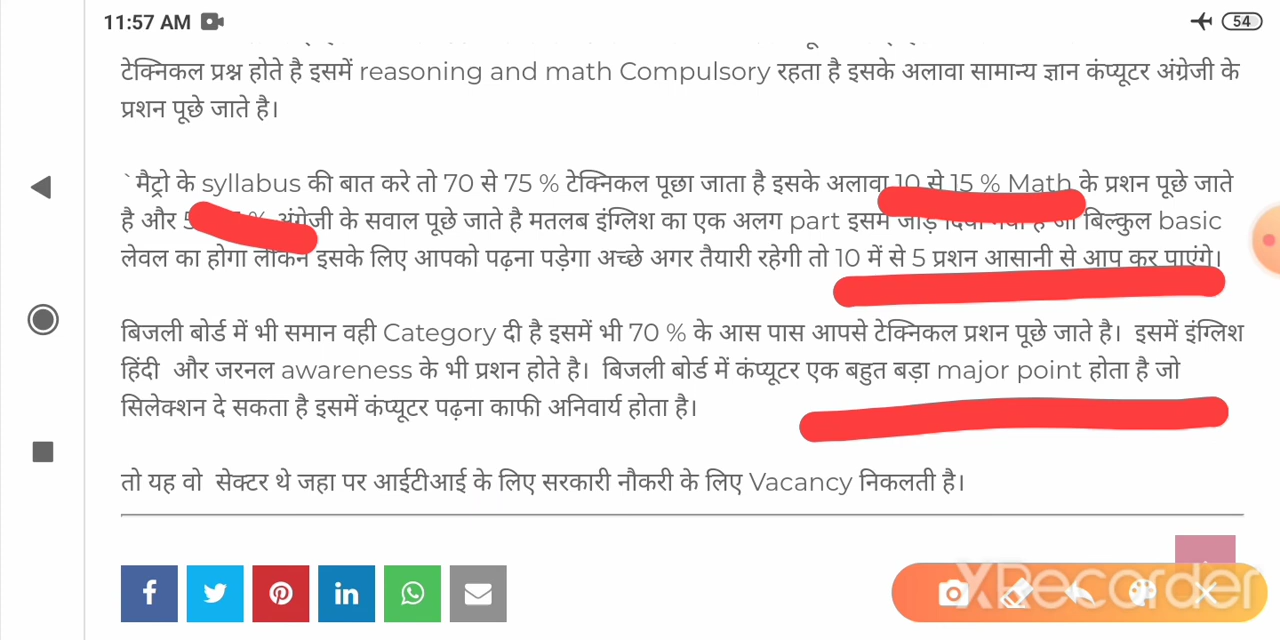 11:57 AM
54
टेक्निकल प्रश्न होते है इसमें reasoning and math Compulsory रहता है इसके अलावा सामान्य ज्ञान कंप्यूटर अंग्रेजी के
प्रशन पूछे जाते है।
`मैट्रो के syllabus की बात करे तो 70 से 75 % टेक्निकल पूछा जाता है इसके अलावा 10 से 15 % Math के प्रशन पूछे जाते
है और % अंग्रेजी के सवाल पूछे जाते है मतलब इंग्लिश का एक अलग part इसमें जोड़ दिया गया है जो बिल्कुल basic
लेवल का होगा लेकिन इसके लिए आपको पढ़ना पड़ेगा अच्छे अगर तैयारी रहेगी तो 10 में से 5 प्रशन आसानी से आप कर पाएंगे।
बिजली बोर्ड में भी समान वही Category दी है इसमें भी 70 % के आस पास आपसे टेक्निकल प्रशन पूछे जाते है। इसमें इंग्लिश
हिंदी और जरनल awareness के भी प्रशन होते है। बिजली बोर्ड में कंप्यूटर एक बहुत बड़ा major point होता है जो
सिलेक्शन दे सकता है इसमें कंप्यूटर पढ़ना काफी अनिवार्य होता है।
तो यह वो सेक्टर थे जहा पर आईटीआई के लिए सरकारी नौकरी के लिए Vacancy निकलती है।
XRecorder